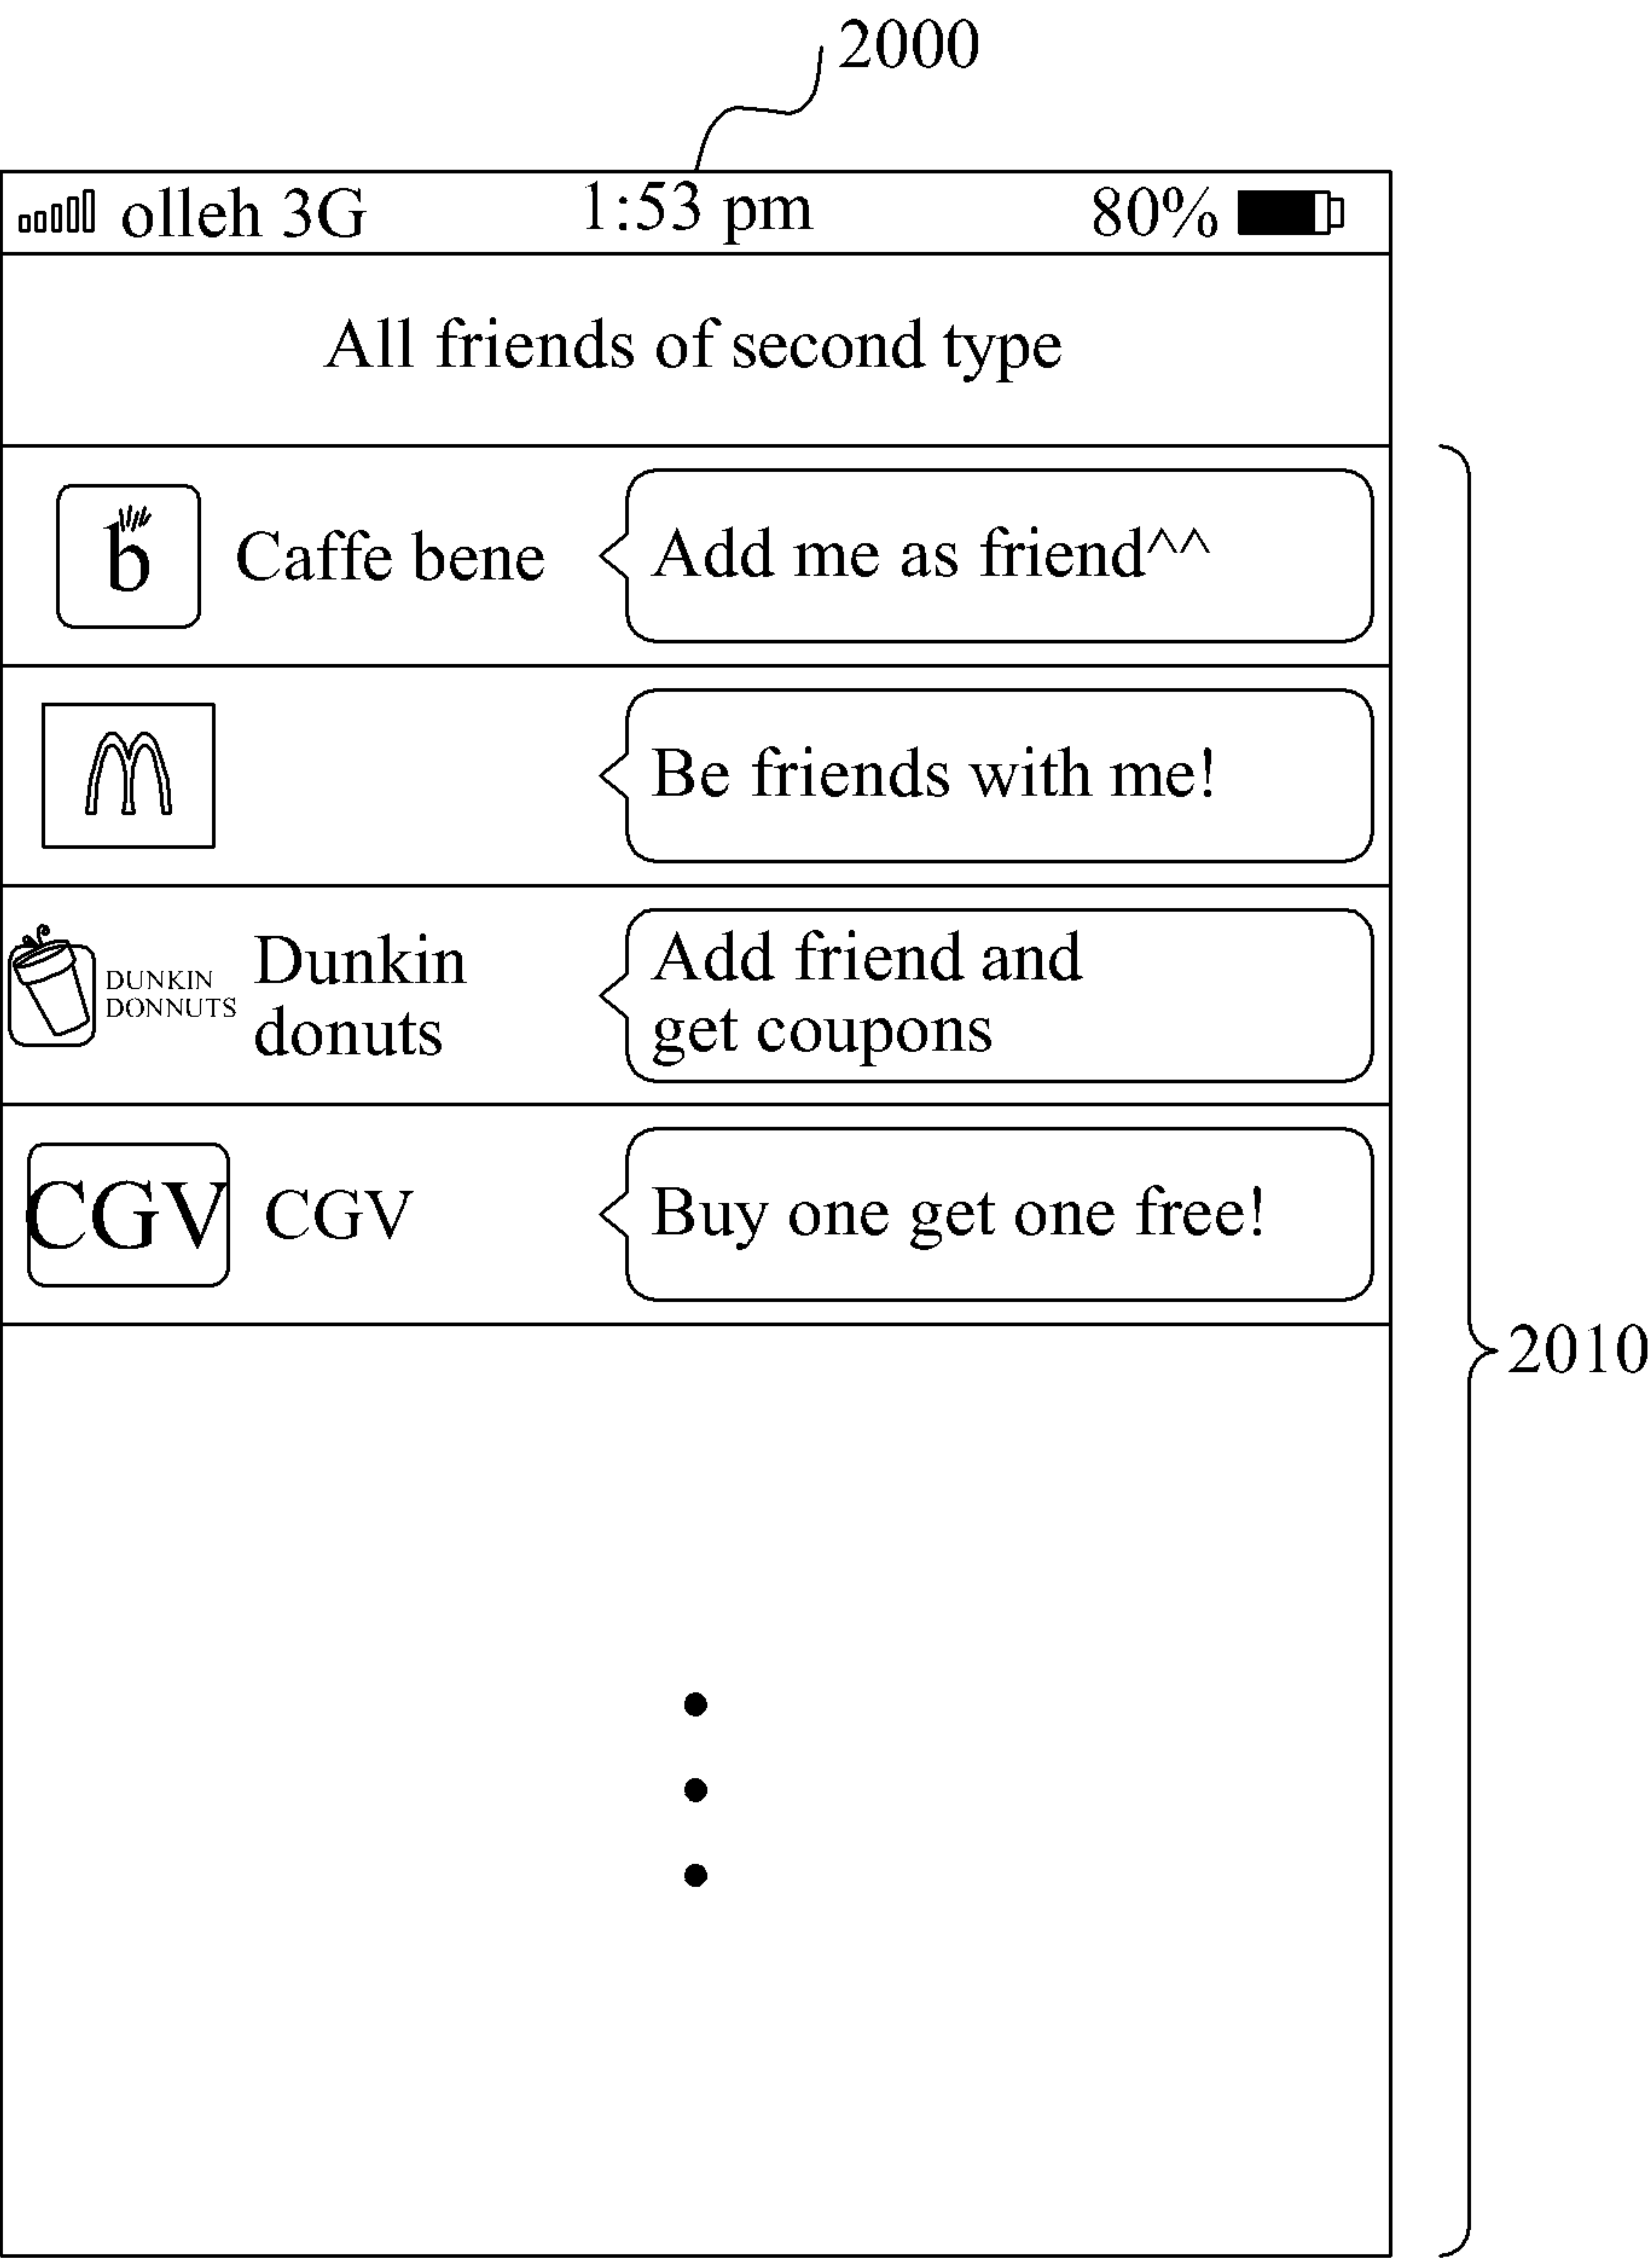 2000
olleh 3G 1:53 pm 80%
All friends of second type
b Caffe bene Add me as friend^^
M Be friends with me!
DUNKIN
DONNUTS
Dunkin
donuts
Add friend and
get coupons
CGV CGV Buy one get one free!
2010